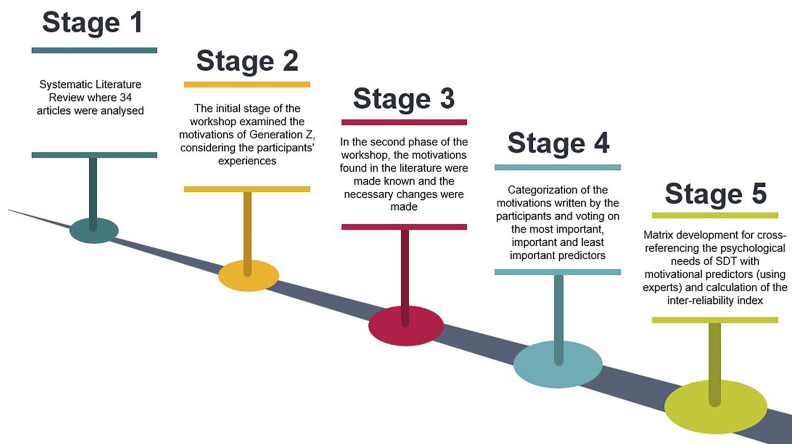 Stage 1
Systematic Literature
Review where 34
articles were analysed
Stage 2
The initial stage of the
workshop examined the
motivations of Generation Z,
considering the participants'
experiences
Stage 3
In the second phase of the
workshop, the motivations
found in the literature were
made known and the
necessary changes were
made
Stage 4
Categorization of the
motivations written by the
participants and voting on
the most important,
important and least
important predictors
Stage 5
Matrix development for cross-
referencing the psychological
needs of SDT with
motivational predictors (using
experts) and calculation of the
inter-reliability index